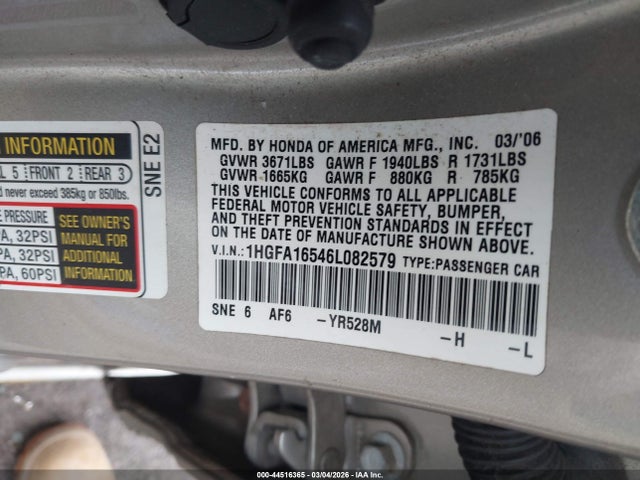 INFORMATION
5 FRONT 2 REAR 3
never exceed 385kg or 850lbs.
PRESSURE
32PSI
32PSI
60PSI
SEE OWNER'S
MANUAL FOR
ADDITIONAL
INFORMATION
SNE E2
MFD. BY HONDA OF AMERICA MFG., INC. 03/'06
GVWR 3671LBS GAWR F 1940LBS R 1731LBS
GVWR 1665KG GAWR F 880KG R 785KG
THIS VEHICLE CONFORMS TO ALL APPLICABLE
FEDERAL MOTOR VEHICLE SAFETY, BUMPER,
AND THEFT PREVENTION STANDARDS IN EFFECT
ON THE DATE OF MANUFACTURE SHOWN ABOVE.
V.I.N.: 1HGFA16546L082579 TYPE:PASSENGER CAR
SNE 6 AF6 -YR528M -H -L
000-44516365 - 03/04/2026 - IAA Inc.